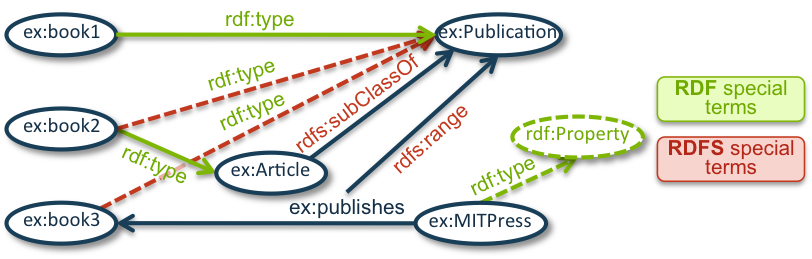 rdf:type
ex:book1
ex:Publication
rdf:type
rdf:type
rdfs:subClassOf
rdfs:range
RDF special
terms
ex:book2
rdf:Property
rdf:type
RDFS special
terms
ex:Article
rdf:type
ex:publishes
ex:book3
ex:MITPress